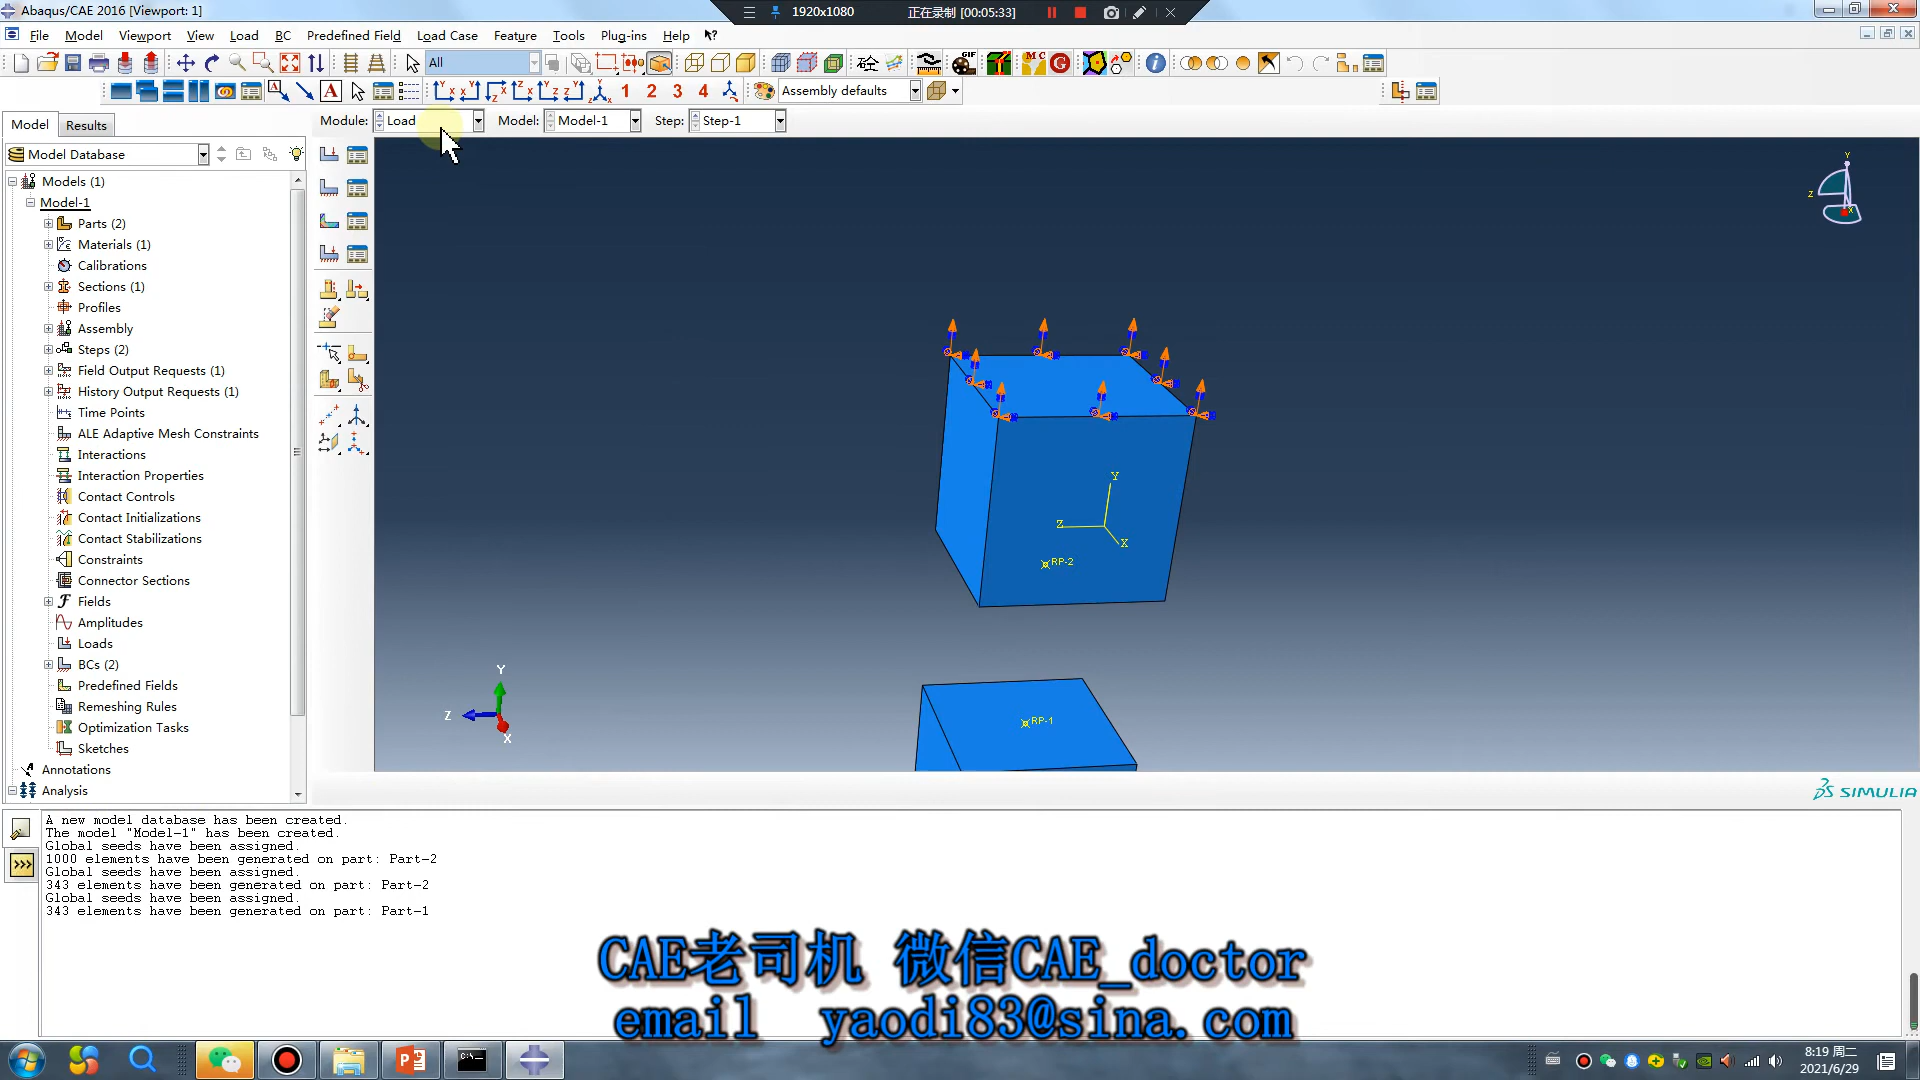 Abaqus/CAE 2016 [Viewport: 1]
1920x1080 正在录制 [00:05:33]
File Model Viewport View Load BC Predefined Field Load Case Feature Tools Plug-ins Help
All
Assembly defaults
1 2 3 4
Model Results
Module: Load Model: Model-1 Step: Step-1
Model Database
Models (1)
Model-1
Parts (2)
Materials (1)
Calibrations
Sections (1)
Profiles
Assembly
Steps (2)
Field Output Requests (1)
History Output Requests (1)
Time Points
ALE Adaptive Mesh Constraints
Interactions
Interaction Properties
Contact Controls
Contact Initializations
Contact Stabilizations
Constraints
Connector Sections
Fields
Amplitudes
Loads
BCs (2)
Predefined Fields
Remeshing Rules
Optimization Tasks
Sketches
Annotations
Analysis
Y
Z
X
Y
Z
X
RP-2
RP-1
Y
Z
X
SIMULIA
A new model database has been created.
The model "Model-1" has been created.
Global seeds have been assigned.
1000 elements have been generated on part: Part-2
Global seeds have been assigned.
343 elements have been generated on part: Part-2
Global seeds have been assigned.
343 elements have been generated on part: Part-1
CAE老司机 微信CAE_doctor
email yaodi83@sina.com
8:19 周二
2021/6/29